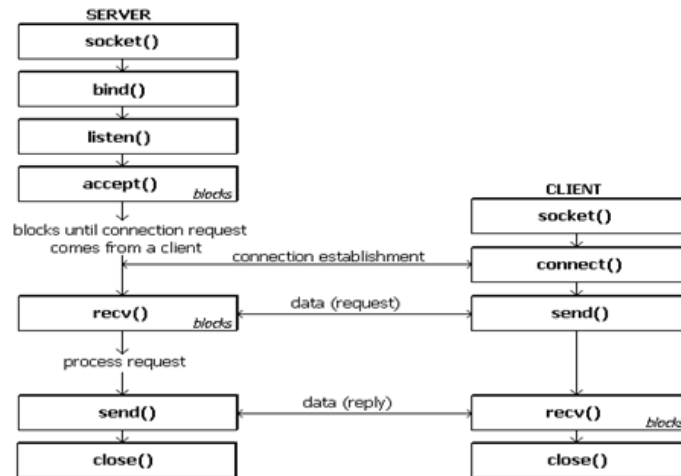 SERVER
socket()
bind()
listen()
accept()
blocks
blocks until connection request
comes from a client
CLIENT
socket()
connection establishment
connect()
recv()
blocks
data (request)
send()
process request
send()
data (reply)
recv()
blocks
close()
close()